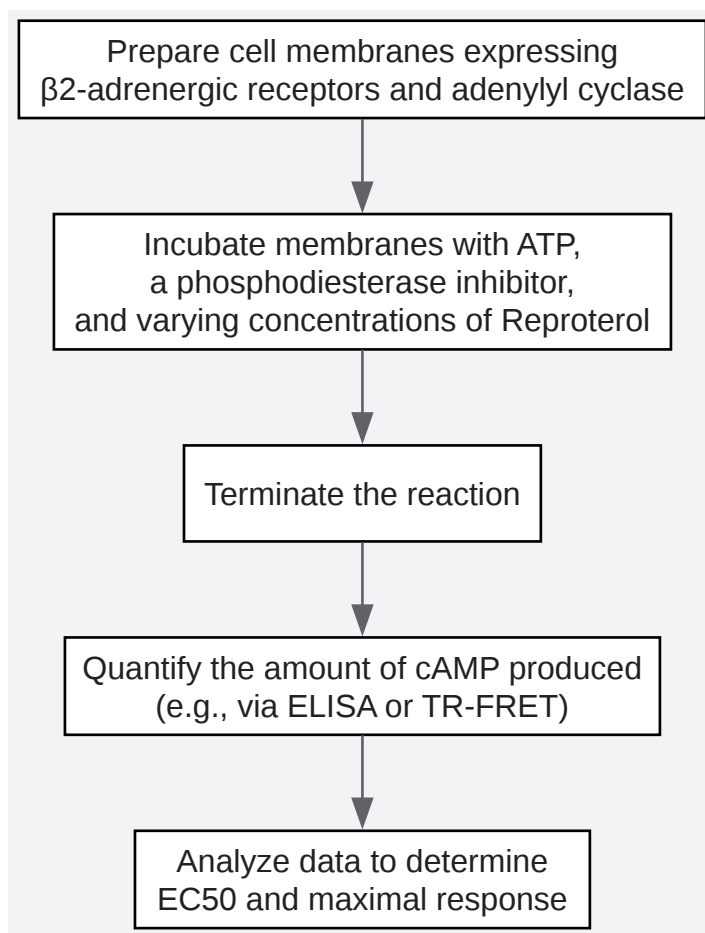 Prepare cell membranes expressing
β2-adrenergic receptors and adenylyl cyclase
Incubate membranes with ATP,
a phosphodiesterase inhibitor,
and varying concentrations of Reproterol
Terminate the reaction
Quantify the amount of cAMP produced
(e.g., via ELISA or TR-FRET)
Analyze data to determine
EC50 and maximal response